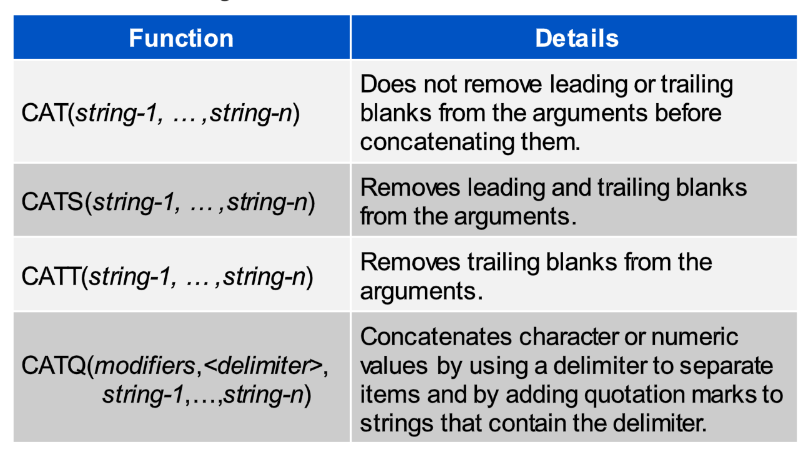 Function
Details
CAT(string-1, … ,string-n)
Does not remove leading or trailing
blanks from the arguments before
concatenating them.
CATS(string-1, … ,string-n)
Removes leading and trailing blanks
from the arguments.
CATT(string-1, … ,string-n)
Removes trailing blanks from the
arguments.
CATQ(modifiers,<delimiter>,
string-1,…,string-n)
Concatenates character or numeric
values by using a delimiter to separate
items and by adding quotation marks to
strings that contain the delimiter.